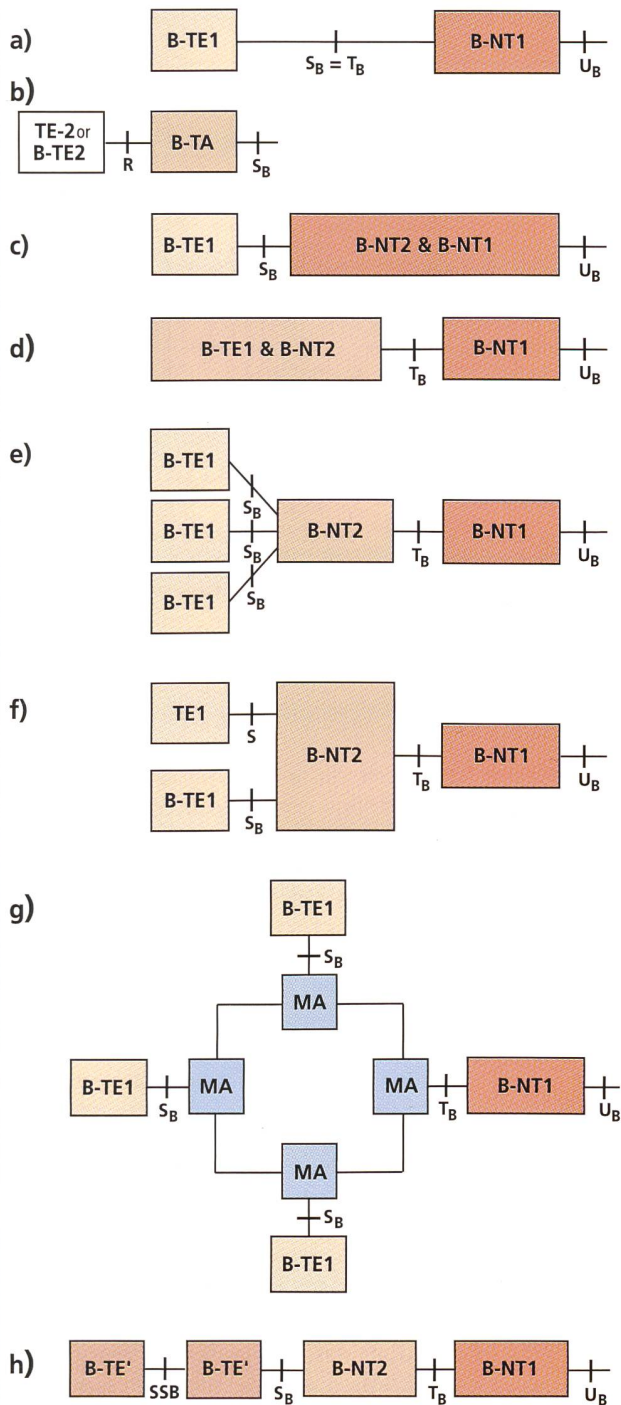 a)
B-TE1
B-NT1
S_B = T_B
U_B
b)
TE-2 or
B-TE2
B-TA
R
S_B
c)
B-TE1
B-NT2 & B-NT1
S_B
U_B
d)
B-TE1 & B-NT2
B-NT1
T_B
U_B
e)
B-TE1
S_B
B-TE1
B-NT2
B-NT1
S_B
T_B
U_B
B-TE1
S_B
f)
TE1
S
B-NT2
B-NT1
T_B
U_B
B-TE1
S_B
g)
B-TE1
S_B
MA
B-TE1
MA
MA
B-NT1
S_B
T_B
U_B
MA
S_B
B-TE1
h)
B-TE'
B-TE'
B-NT2
B-NT1
SSB
S_B
T_B
U_B